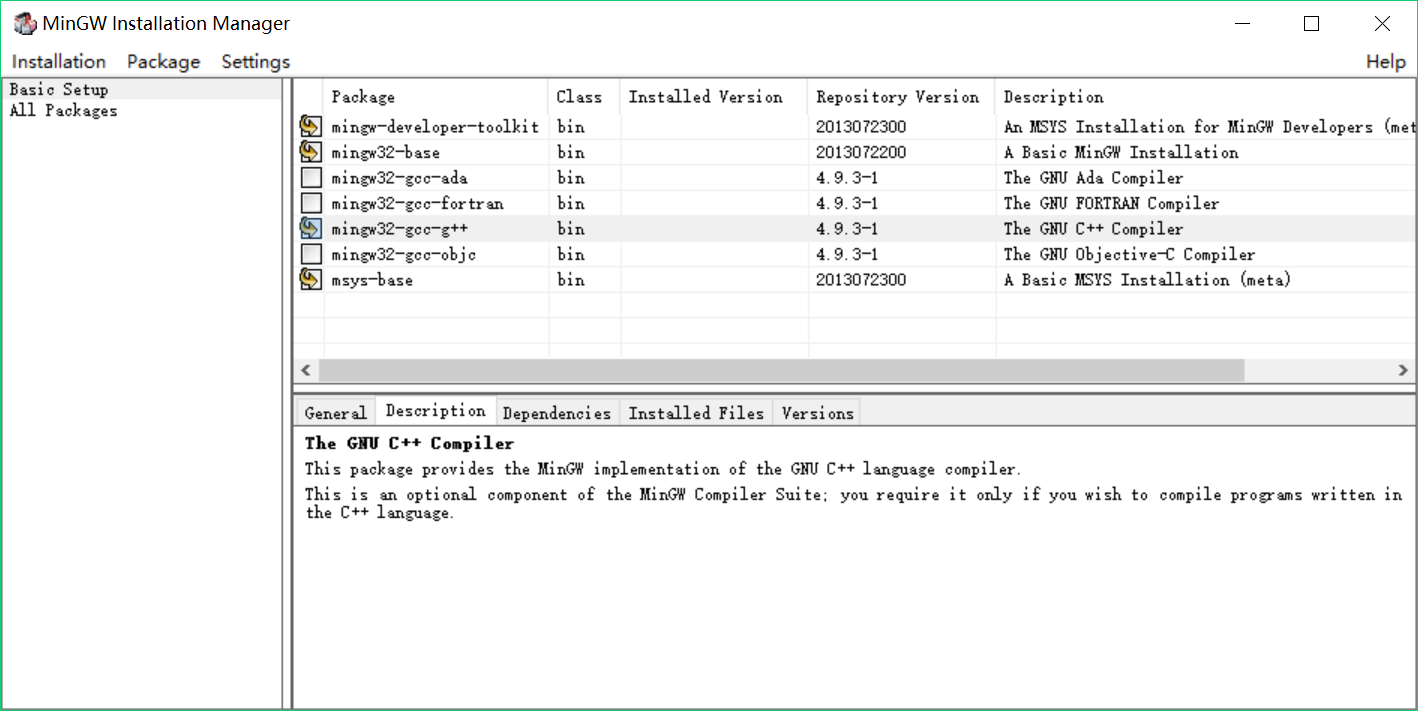 MinGW Installation Manager
Installation Package Settings Help
Basic Setup
All Packages
Package Class Installed Version Repository Version Description
mingw-developer-toolkit bin 2013072300 An MSYS Installation for MinGW Developers (met
mingw32-base bin 2013072200 A Basic MinGW Installation
mingw32-gcc-ada bin 4.9.3-1 The GNU Ada Compiler
mingw32-gcc-fortran bin 4.9.3-1 The GNU FORTRAN Compiler
mingw32-gcc-g++ bin 4.9.3-1 The GNU C++ Compiler
mingw32-gcc-objc bin 4.9.3-1 The GNU Objective-C Compiler
msys-base bin 2013072300 A Basic MSYS Installation (meta)
General Description Dependencies Installed Files Versions
The GNU C++ Compiler
This package provides the MinGW implementation of the GNU C++ language compiler.
This is an optional component of the MinGW Compiler Suite; you require it only if you wish to compile programs written in
the C++ language.